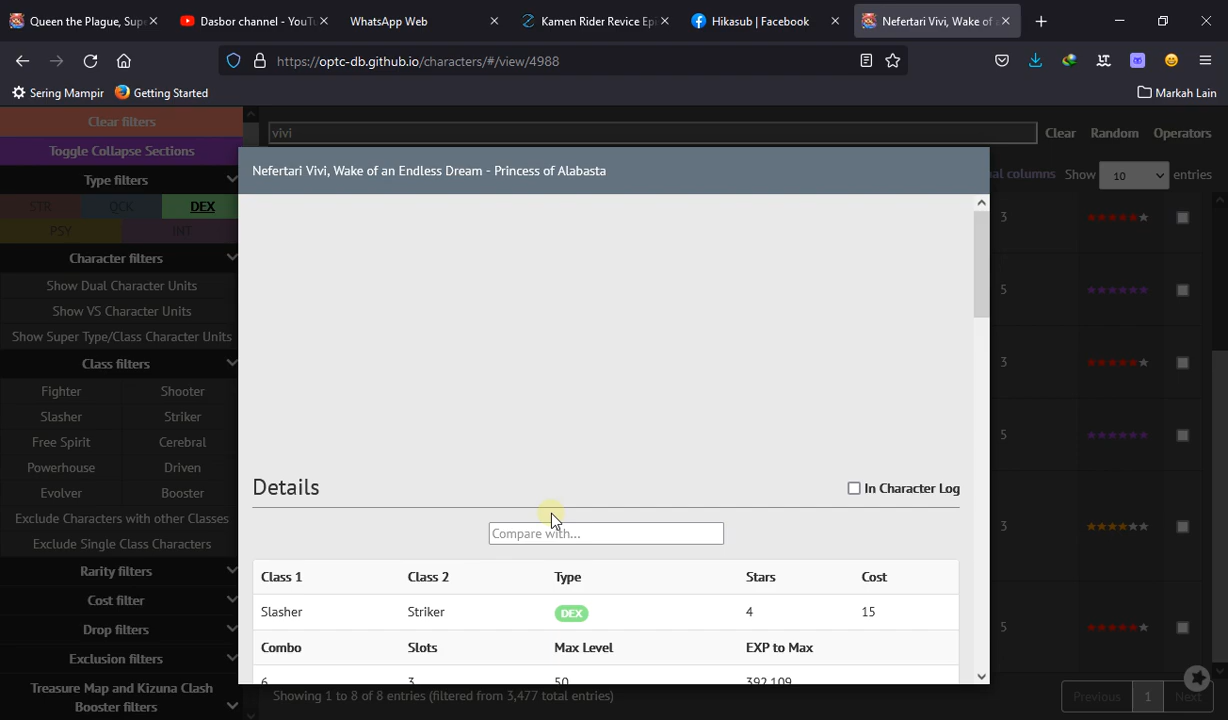 Queen the Plague, Sup
Dasbor channel - YouTu
WhatsApp Web
Kamen Rider Revice Epi
Hikasub | Facebook
Nefertari Vivi, Wake of
https://optc-db.github.io/characters/#/view/4988
Sering Mampir
Getting Started
Markah Lain
Clear filters
Toggle Collapse Sections
Type filters
STR
QCK
DEX
PSY
INT
Character filters
Show Dual Character Units
Show VS Character Units
Show Super Type/Class Character Units
Class filters
Fighter
Shooter
Slasher
Striker
Free Spirit
Cerebral
Powerhouse
Driven
Evolver
Booster
Exclude Characters with other Classes
Exclude Single Class Characters
Rarity filters
Cost filter
Drop filters
Exclusion filters
Treasure Map and Kizuna Clash
Booster filters
vivi
Clear
Random
Operators
nal columns
Show
10
entries
3
5
3
5
3
5
Nefertari Vivi, Wake of an Endless Dream - Princess of Alabasta
Details
In Character Log
Compare with...
Class 1
Class 2
Type
Stars
Cost
Slasher
Striker
DEX
4
15
Combo
Slots
Max Level
EXP to Max
6
3
50
392,109
Showing 1 to 8 of 8 entries (filtered from 3,477 total entries)
Previous
1
Next